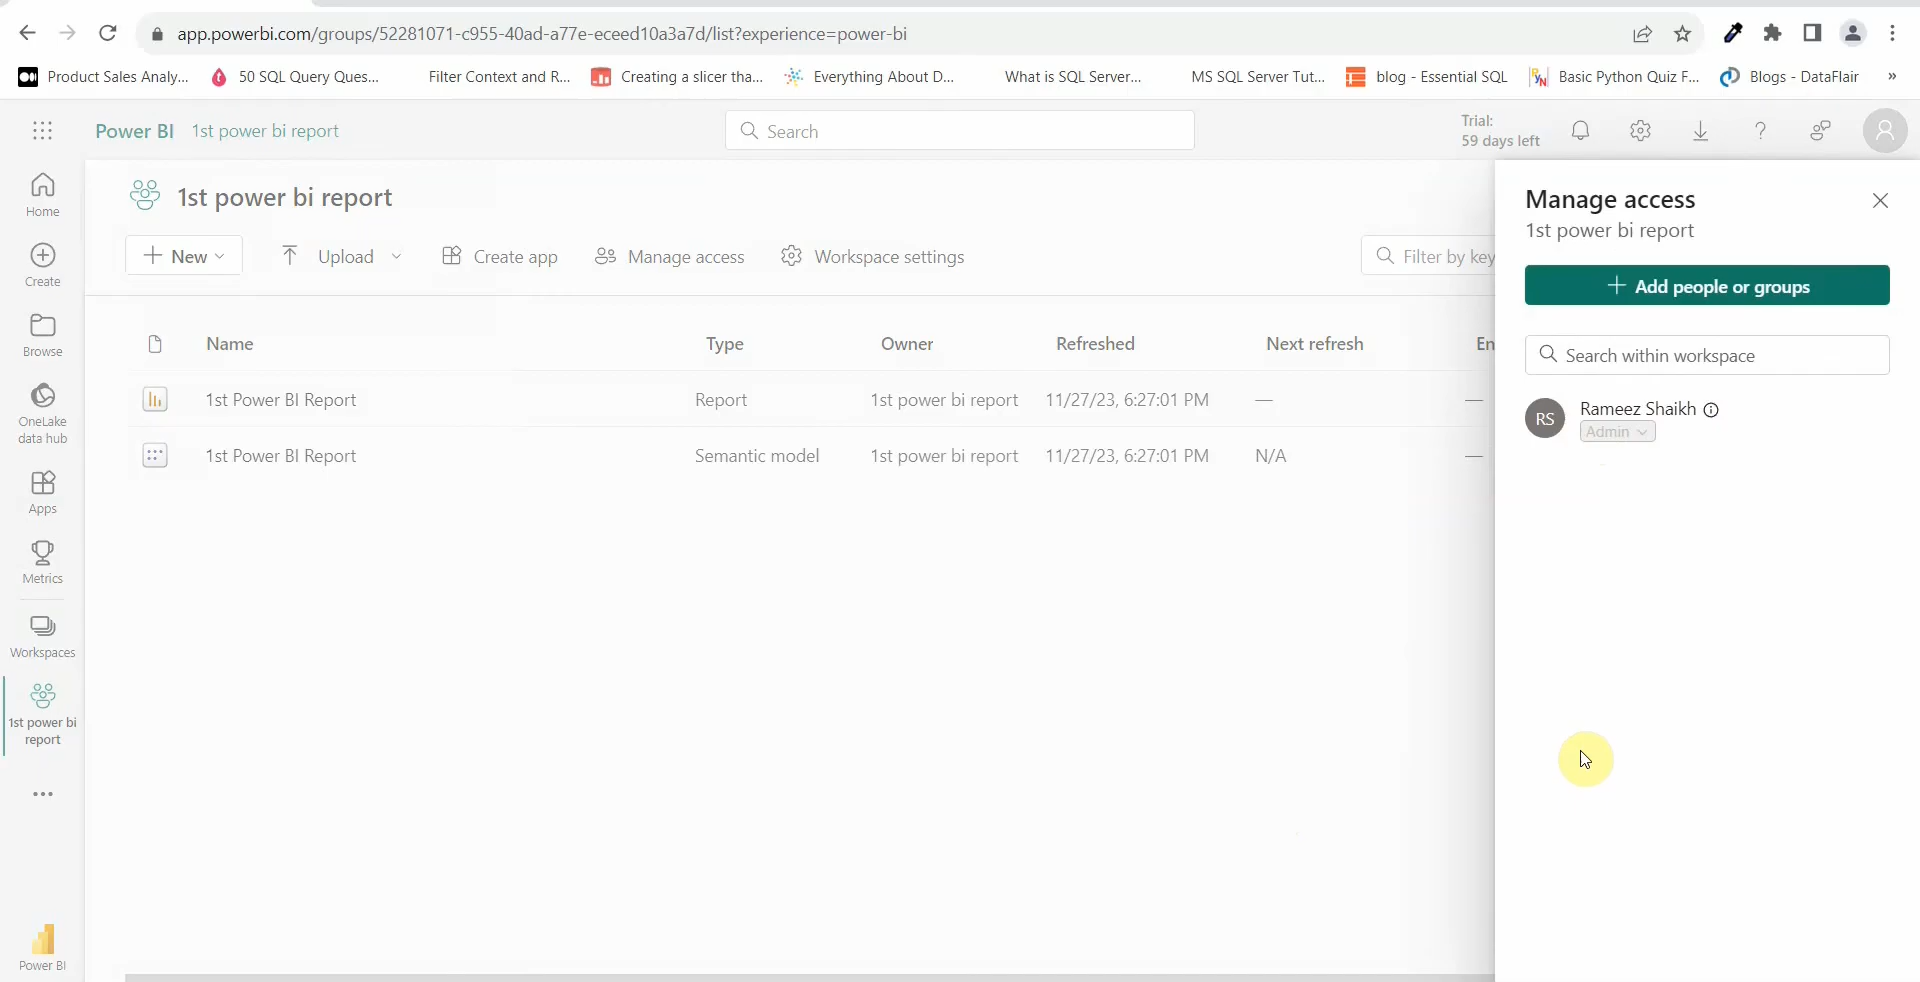 app.powerbi.com/groups/52281071-c955-40ad-a77e-eceed10a3a7d/list?experience=power-bi
Product Sales Analy... 50 SQL Query Ques... Filter Context and R... Creating a slicer tha... Everything About D... What is SQL Server... MS SQL Server Tut... blog - Essential SQL Basic Python Quiz F... Blogs - DataFlair »
Power BI 1st power bi report Search Trial: 59 days left
Home
Create
Browse
OneLake
data hub
Apps
Metrics
Workspaces
1st power bi
report
Power BI
1st power bi report
New Upload Create app Manage access Workspace settings Filter by key
Name Type Owner Refreshed Next refresh En
1st Power BI Report Report 1st power bi report 11/27/23, 6:27:01 PM — —
1st Power BI Report Semantic model 1st power bi report 11/27/23, 6:27:01 PM N/A —
Manage access
1st power bi report
Add people or groups
Search within workspace
RS Rameez Shaikh
Admin